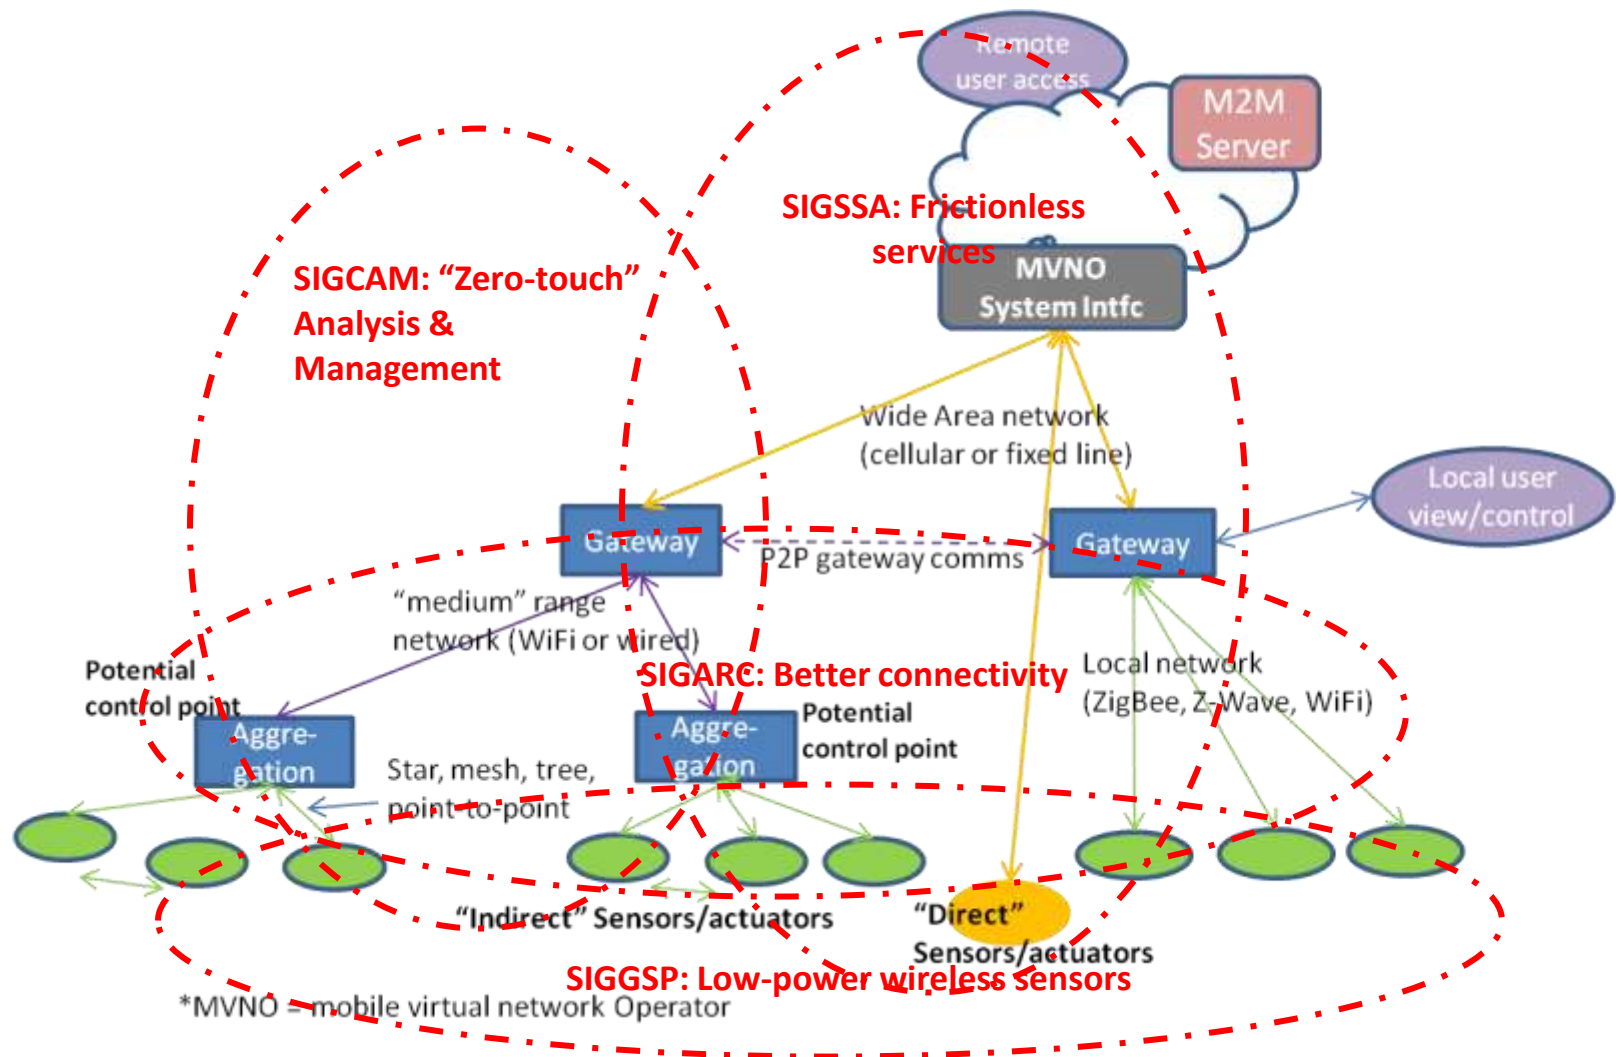 Remote
user access
M2M
Server
SIGSSA: Frictionless
services
MVNO
System Intfc
SIGCAM: “Zero-touch”
Analysis &
Management
Wide Area network
(cellular or fixed line)
Local user
view/control
Gateway
P2P gateway comms
Gateway
“medium” range
network (WiFi or wired)
SIGARC: Better connectivity
Local network
(ZigBee, Z-Wave, WiFi)
Potential
control point
Aggre-
gation
Aggre-
gation
Potential
control point
Star, mesh, tree,
point-to-point
“Indirect” Sensors/actuators
“Direct”
Sensors/actuators
SIGGSP: Low-power wireless sensors
*MVNO = mobile virtual network Operator